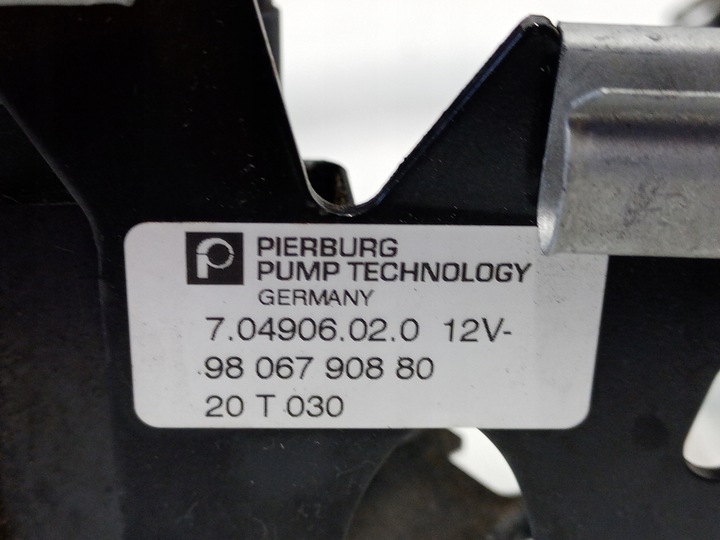 PIERBURG
PUMP TECHNOLOGY
GERMANY
7.04906.02.0 12V-
98 067 908 80
20 T 030